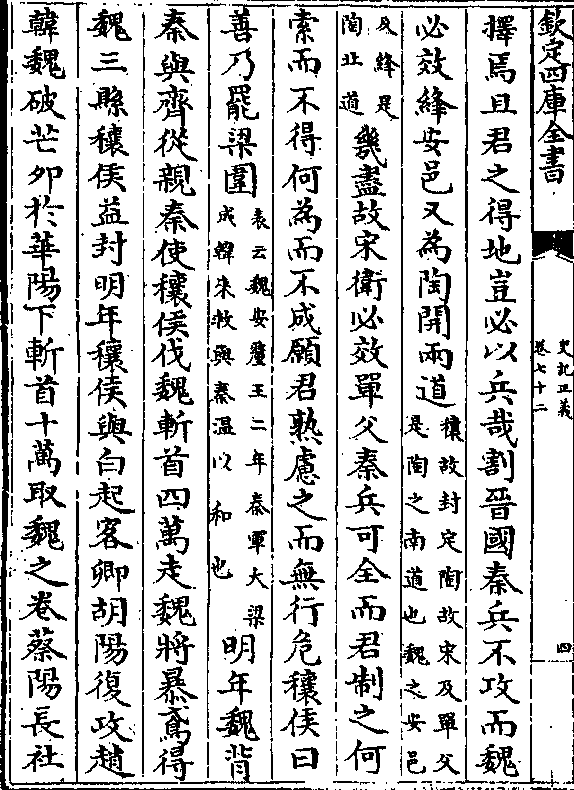 欽定四庫全書
史記正義
卷七十二
四
擇焉且君之得地豈必以兵哉割晉國秦兵不攻而魏
必效絳安邑又為陶開兩道穰故封定陶故宋及單父是陶之南道也魏之安邑
及絳是陶北道幾盡故宋衛必效單父秦兵可全而君制之何
索而不得何為而不成願君熟慮之而無行危穰侯曰
善乃罷梁圍表云魏安釐王二年秦軍大梁城韓來救與秦温以和也明年魏背
秦與齊從親秦使穰侯伐魏斬首四萬走魏將暴鳶得
魏三縣穰侯益封明年穰侯與白起客卿胡陽復攻趙
韓魏破芒卯於華陽下斬首十萬取魏之卷蔡陽長社